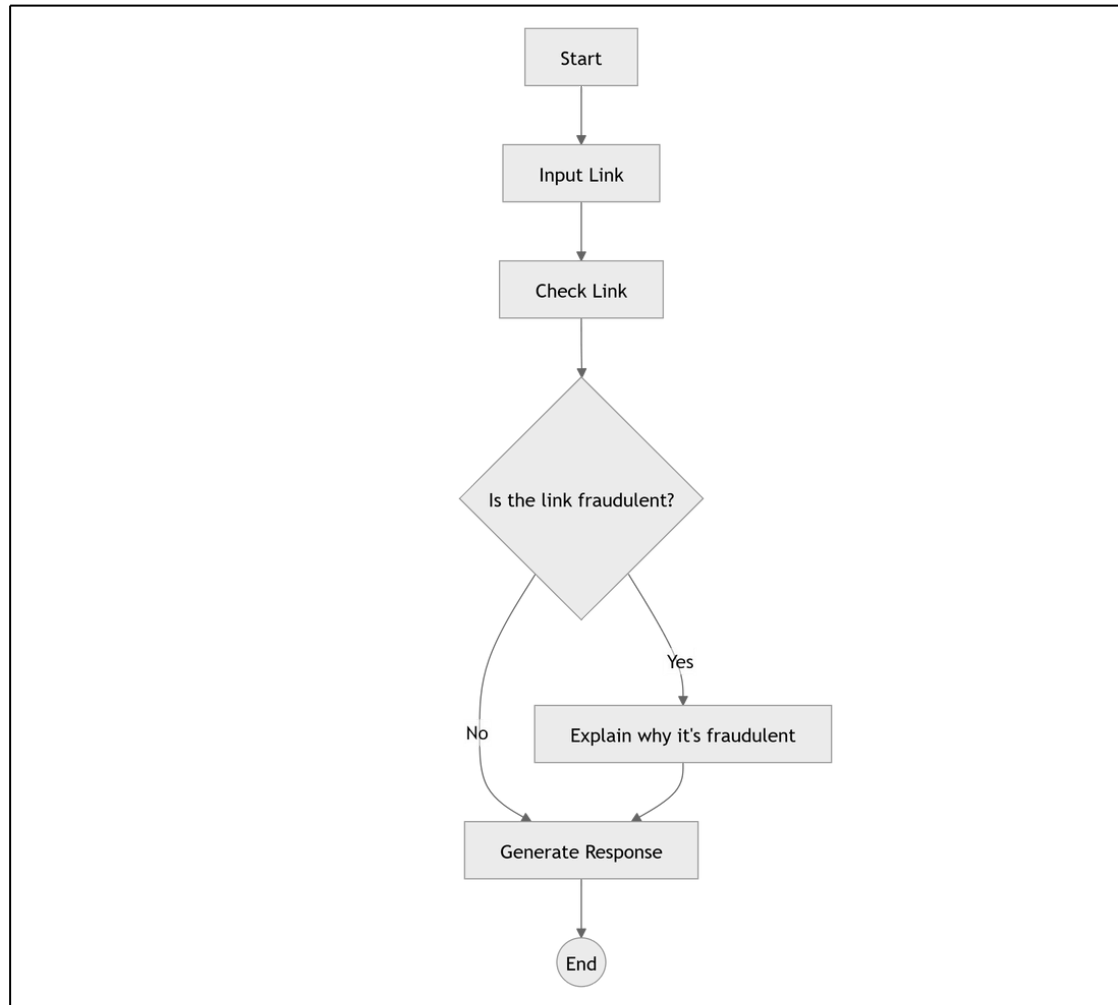 Start
Input Link
Check Link
Is the link fraudulent?
Yes
No
Explain why it's fraudulent
Generate Response
End